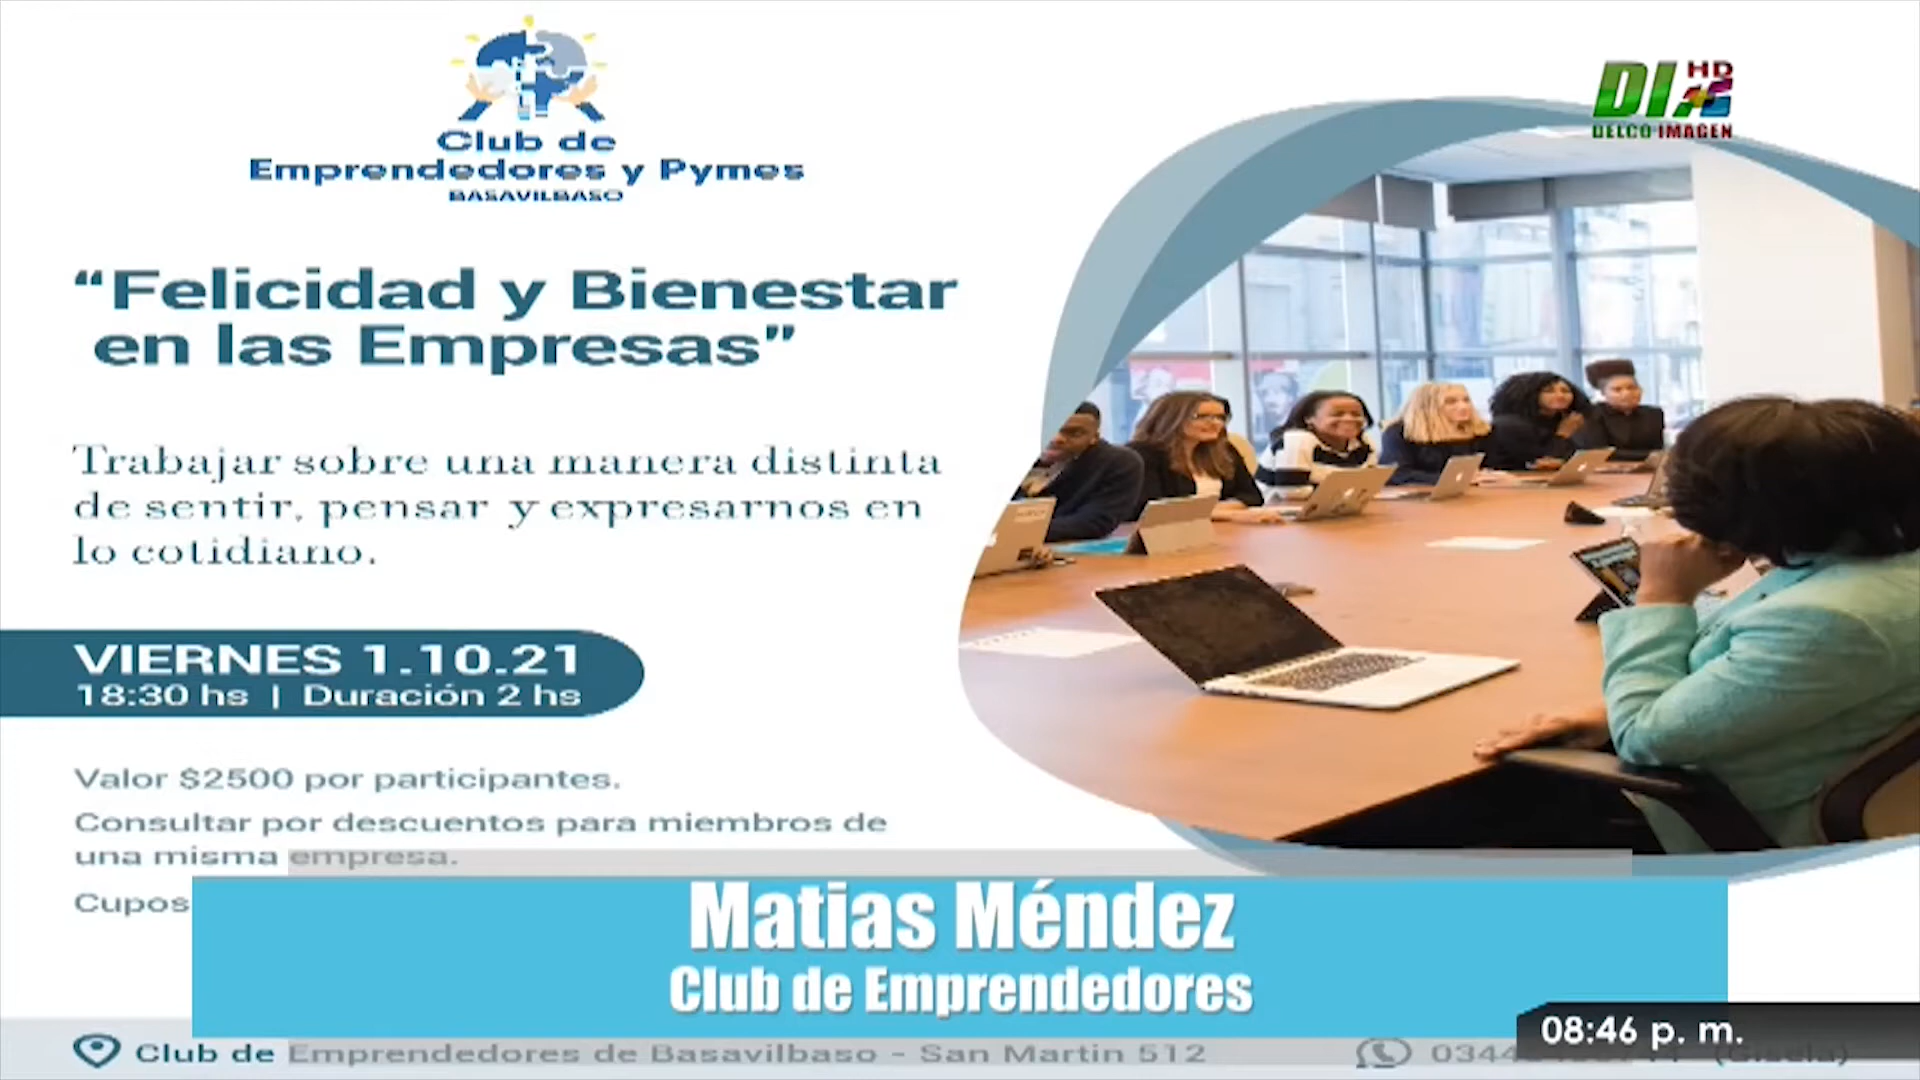 Club de
Emprendedores y Pymes
BASAVILBASO
DIA HD
DELCO IMAGEN
“Felicidad y Bienestar
en las Empresas”
Trabajar sobre una manera distinta
de sentir, pensar y expresarnos en
lo cotidiano.
VIERNES 1.10.21
18:30 hs | Duración 2 hs
Valor $2500 por participantes.
Consultar por descuentos para miembros de
una misma empresa.
Cupos
Matias Méndez
Club de Emprendedores
08:46 p. m.
Club de Emprendedores de Basavilbaso - San Martin 512
(Gisela)